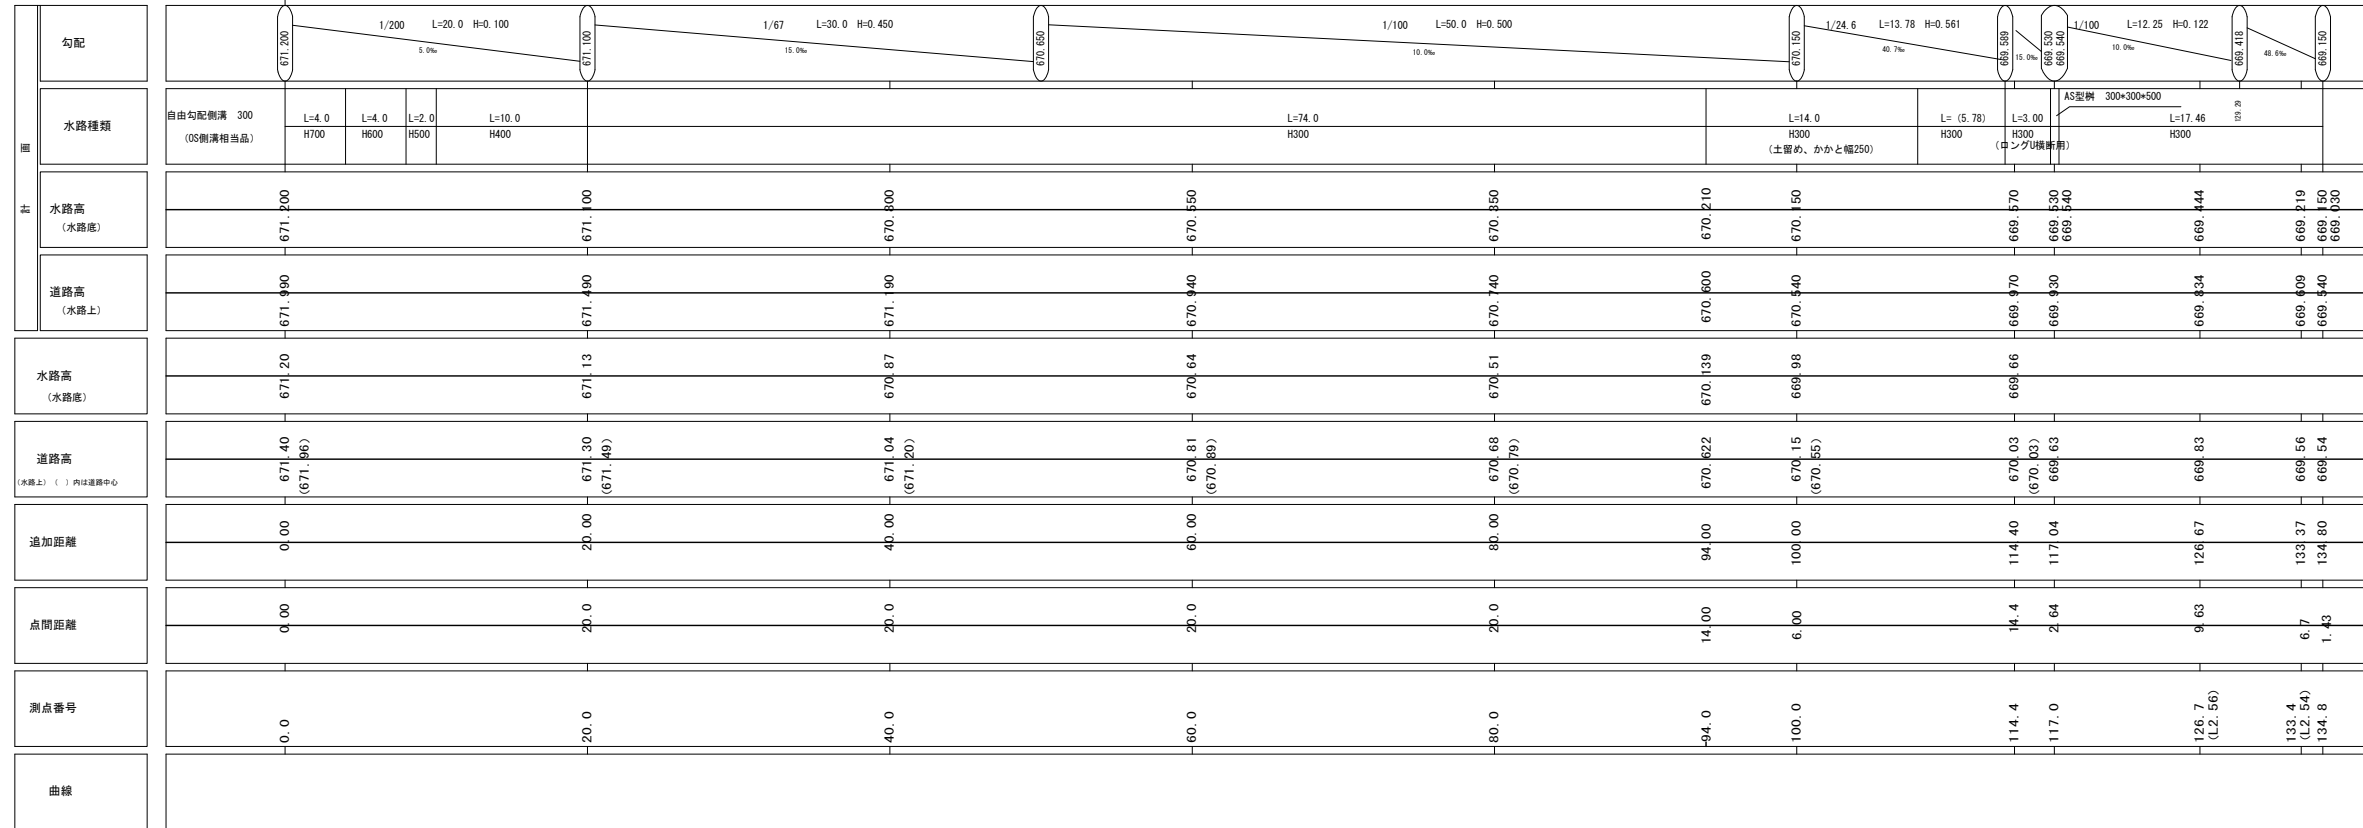 計　画
勾配
671.200
1/200 L=20.0 H=0.100
5.0‰
671.100
1/67 L=30.0 H=0.450
15.0‰
670.650
1/100 L=50.0 H=0.500
10.0‰
670.150
1/24.6 L=13.78 H=0.561
40.7‰
669.589
15.0‰
669.530
669.540
1/100 L=12.25 H=0.122
10.0‰
669.418
48.6‰
669.150
水路種類
自由勾配側溝 300
(OS側溝相当品)
L=4.0
H700
L=4.0
H600
L=2.0
H500
L=10.0
H400
L=74.0
H300
L=14.0
H300
(土留め、かかと幅250)
L= (5.78)
H300
L=3.00
H300
(ロングU横断用)
AS型桝 300*300*500
L=17.46
H300
129.29
水路高
(水路底)
671.200
671.100
670.800
670.550
670.350
670.210
670.150
669.570
669.530
669.540
669.444
669.219
669.150
669.030
道路高
(水路上)
671.990
671.490
671.190
670.940
670.740
670.600
670.540
669.970
669.930
669.834
669.609
669.540
水路高
(水路底)
671.20
671.13
670.87
670.64
670.51
670.139
669.98
669.66
道路高
(水路上) ( )内は道路中心
671.40
(671.96)
671.30
(671.49)
671.04
(671.20)
670.81
(670.89)
670.68
(670.79)
670.622
670.15
(670.55)
670.03
(670.03)
669.63
669.83
669.56
669.54
追加距離
0.00
20.00
40.00
60.00
80.00
94.00
100.00
114.40
117.04
126.67
133.37
134.80
点間距離
0.00
20.0
20.0
20.0
20.0
14.00
6.00
14.4
2.64
9.63
6.7
1.43
測点番号
0.0
20.0
40.0
60.0
80.0
94.0
100.0
114.4
117.0
126.7
(L2.56)
133.4
(L2.54)
134.8
曲線